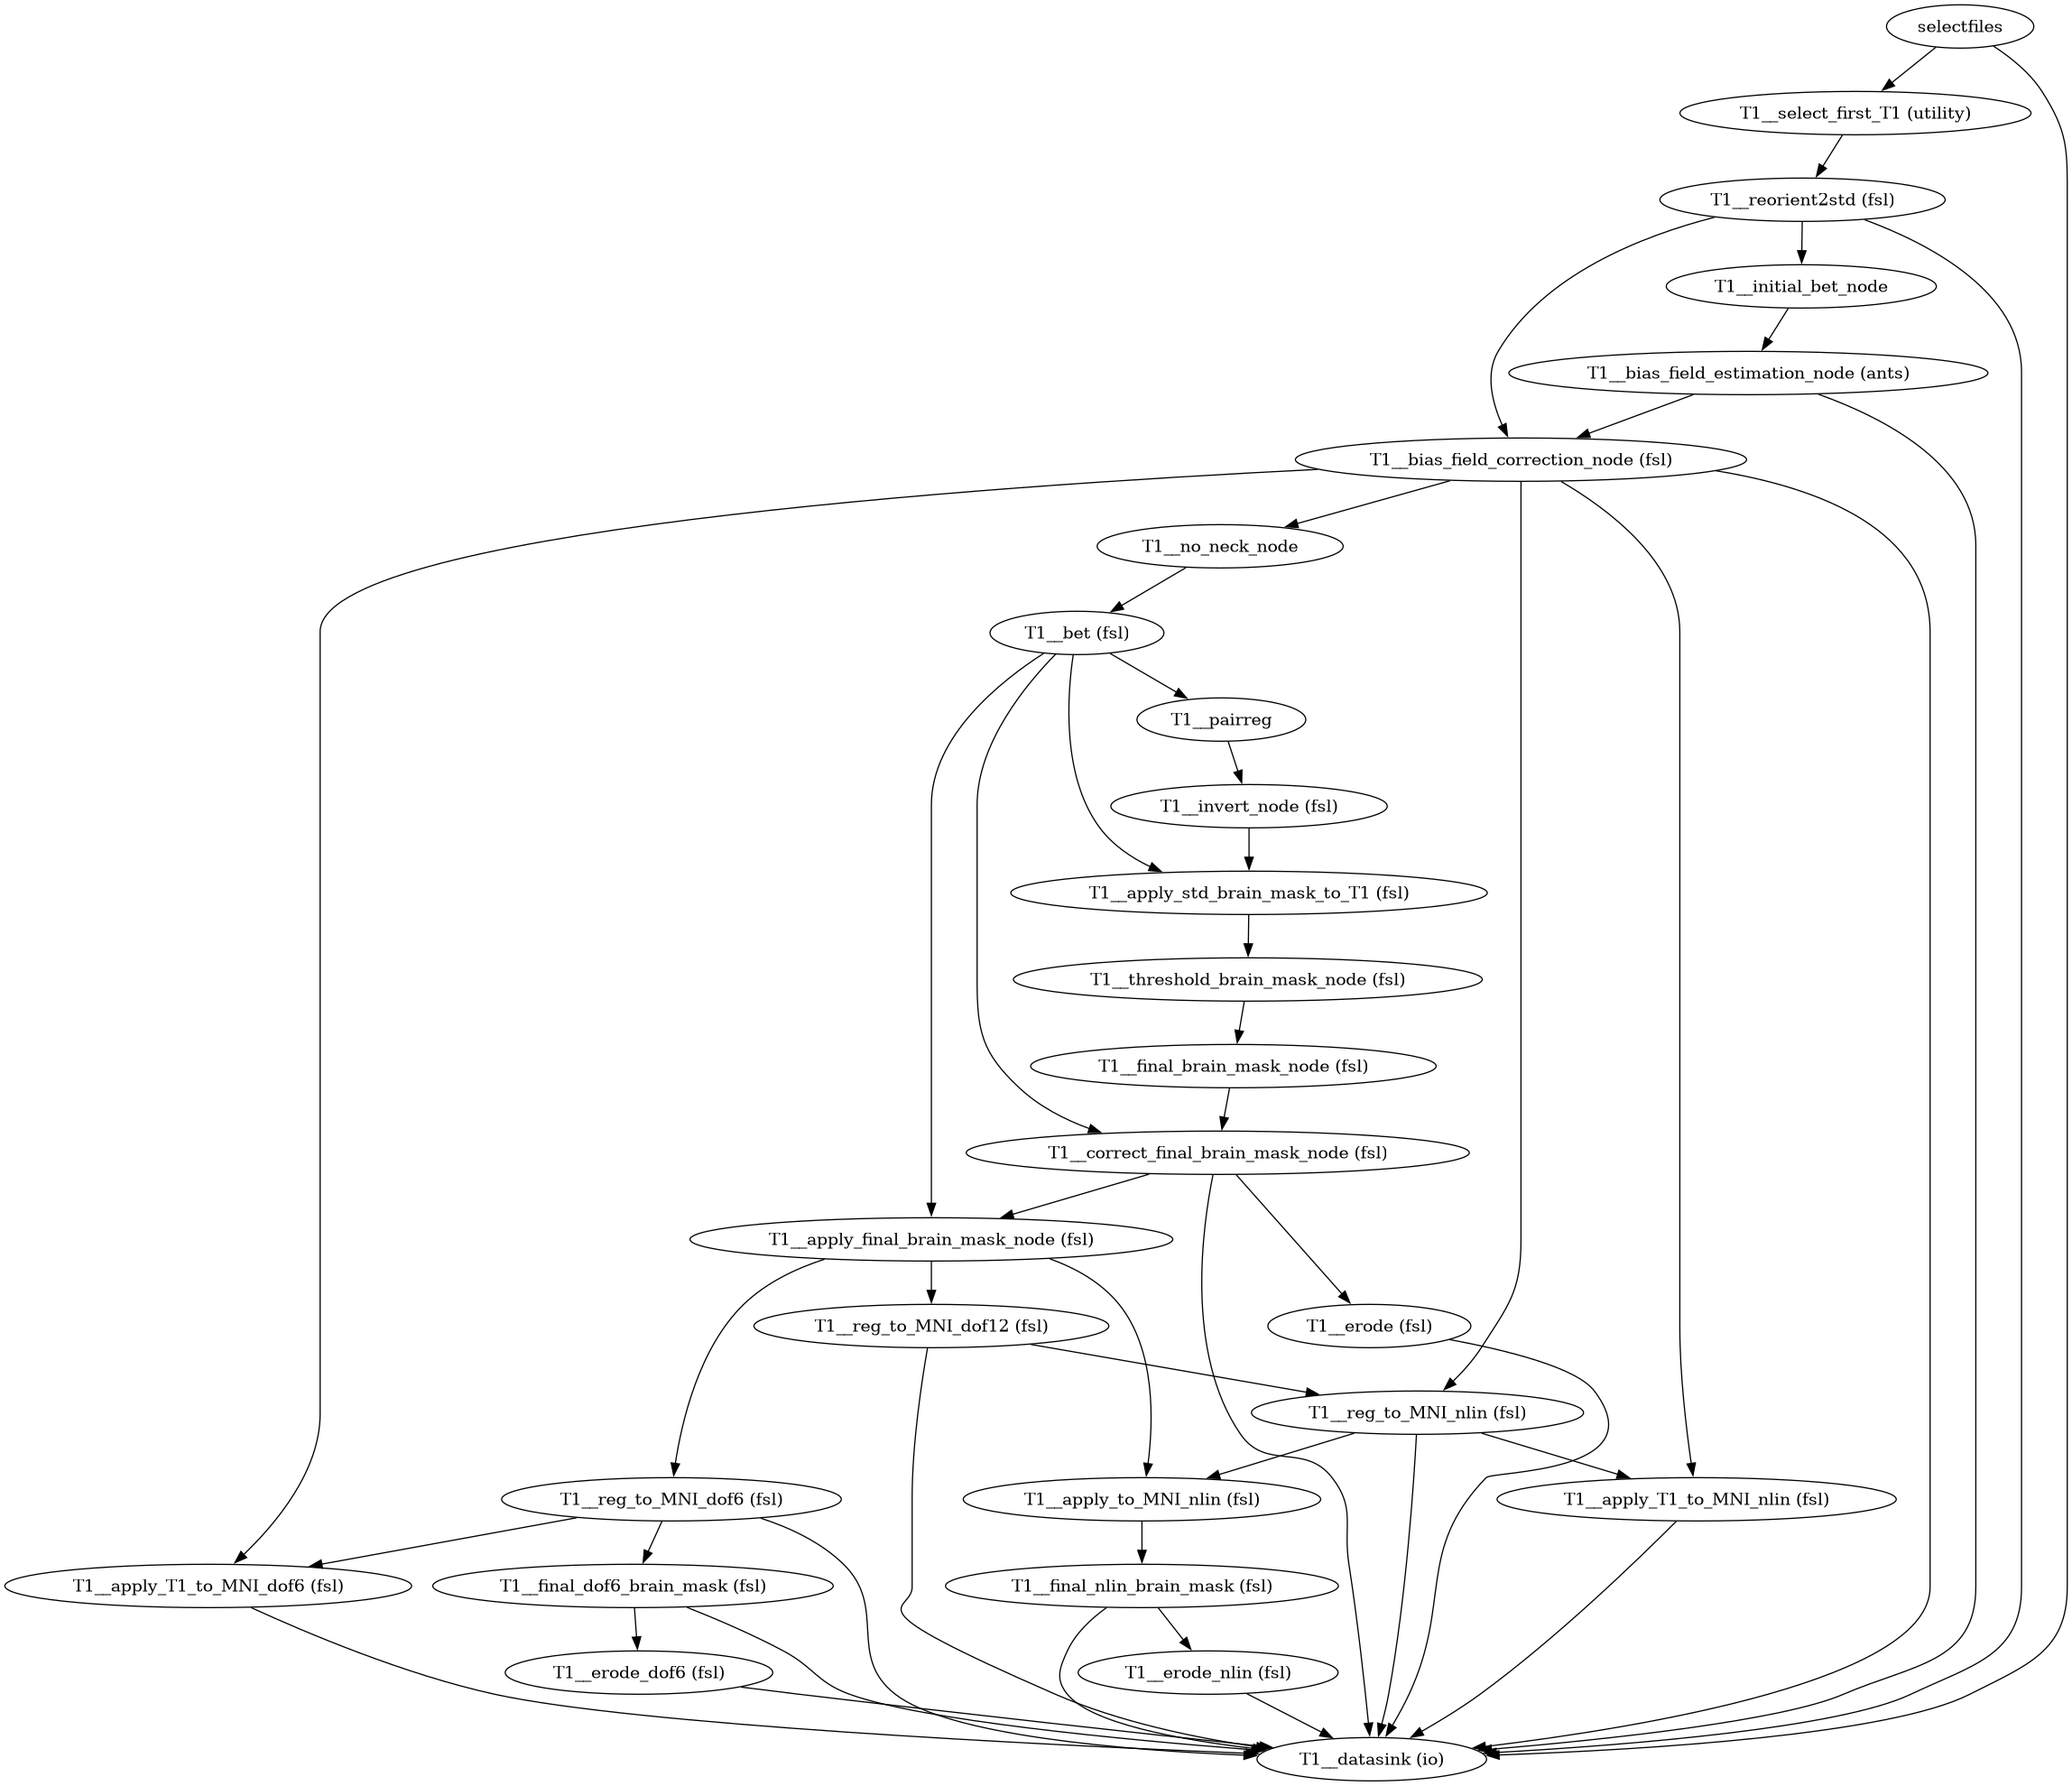 selectfiles
T1__select_first_T1 (utility)
T1__reorient2std (fsl)
T1__initial_bet_node
T1__bias_field_estimation_node (ants)
T1__bias_field_correction_node (fsl)
T1__no_neck_node
T1__bet (fsl)
T1__pairreg
T1__invert_node (fsl)
T1__apply_std_brain_mask_to_T1 (fsl)
T1__threshold_brain_mask_node (fsl)
T1__final_brain_mask_node (fsl)
T1__correct_final_brain_mask_node (fsl)
T1__apply_final_brain_mask_node (fsl)
T1__reg_to_MNI_dof12 (fsl)
T1__erode (fsl)
T1__reg_to_MNI_nlin (fsl)
T1__reg_to_MNI_dof6 (fsl)
T1__apply_to_MNI_nlin (fsl)
T1__apply_T1_to_MNI_nlin (fsl)
T1__apply_T1_to_MNI_dof6 (fsl)
T1__final_dof6_brain_mask (fsl)
T1__final_nlin_brain_mask (fsl)
T1__erode_dof6 (fsl)
T1__erode_nlin (fsl)
T1__datasink (io)